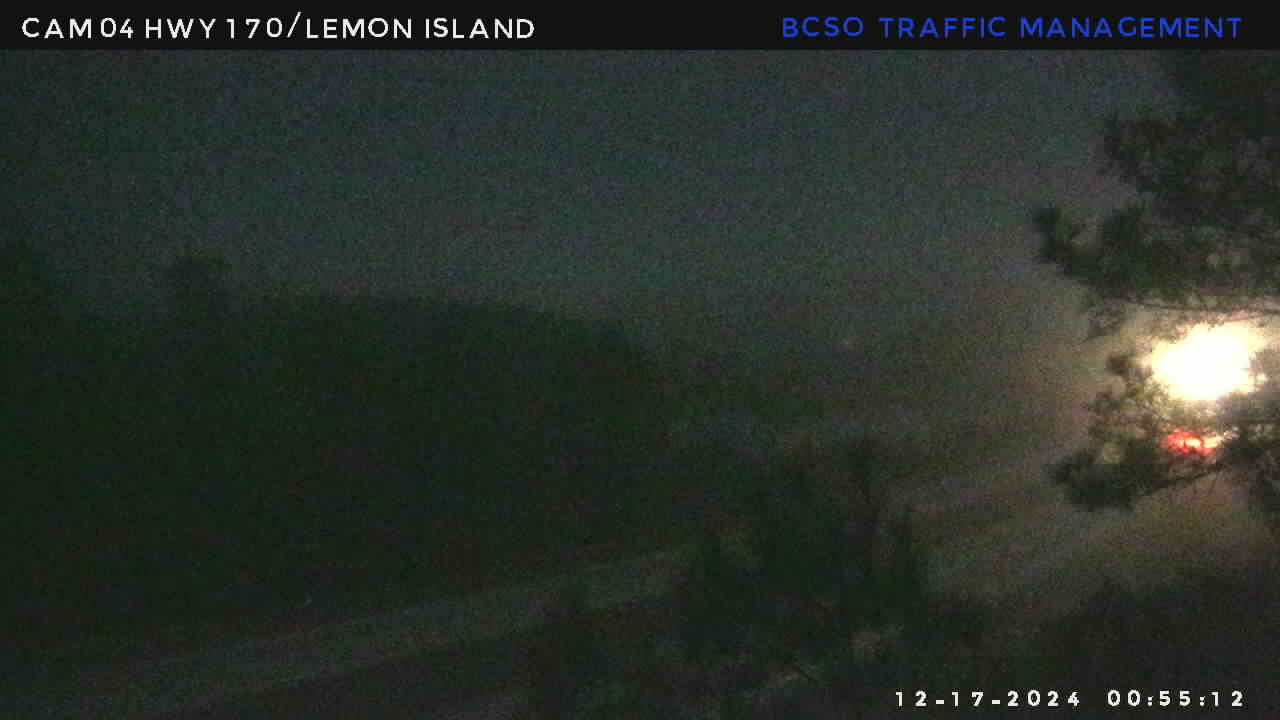 CAM04 HWY 170/LEMON ISLAND
BCSO TRAFFIC MANAGEMENT
12-17-2024 00:55:12